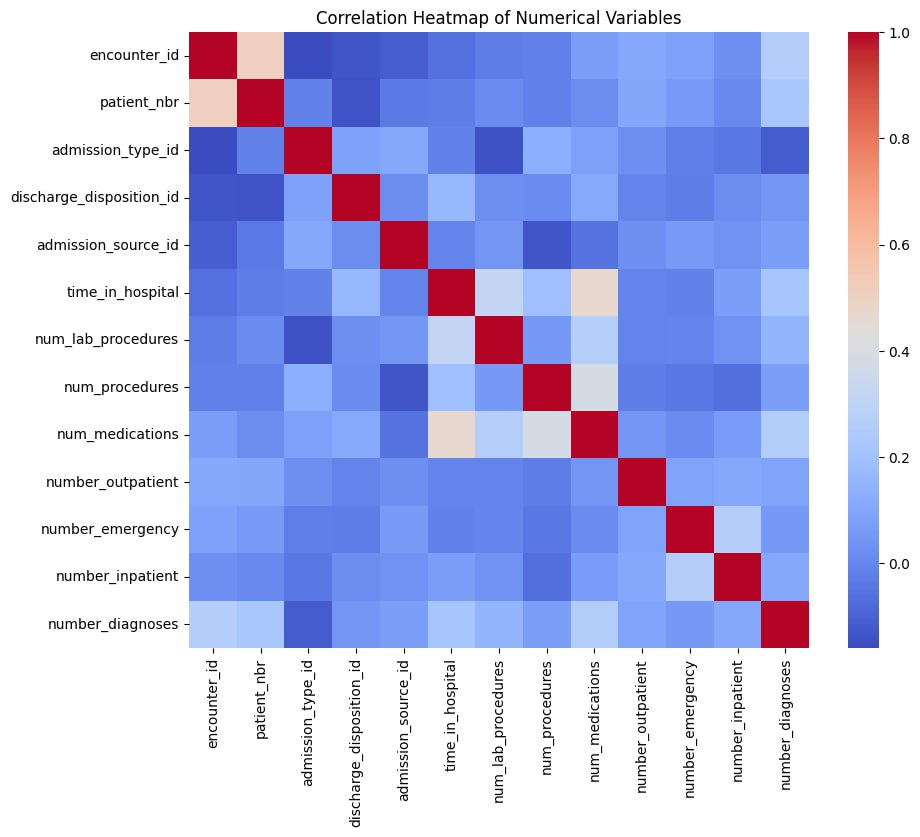 Correlation Heatmap of Numerical Variables
encounter_id
patient_nbr
admission_type_id
discharge_disposition_id
admission_source_id
time_in_hospital
num_lab_procedures
num_procedures
num_medications
number_outpatient
number_emergency
number_inpatient
number_diagnoses
encounter_id
patient_nbr
admission_type_id
discharge_disposition_id
admission_source_id
time_in_hospital
num_lab_procedures
num_procedures
num_medications
number_outpatient
number_emergency
number_inpatient
number_diagnoses
1.0
0.8
0.6
0.4
0.2
0.0